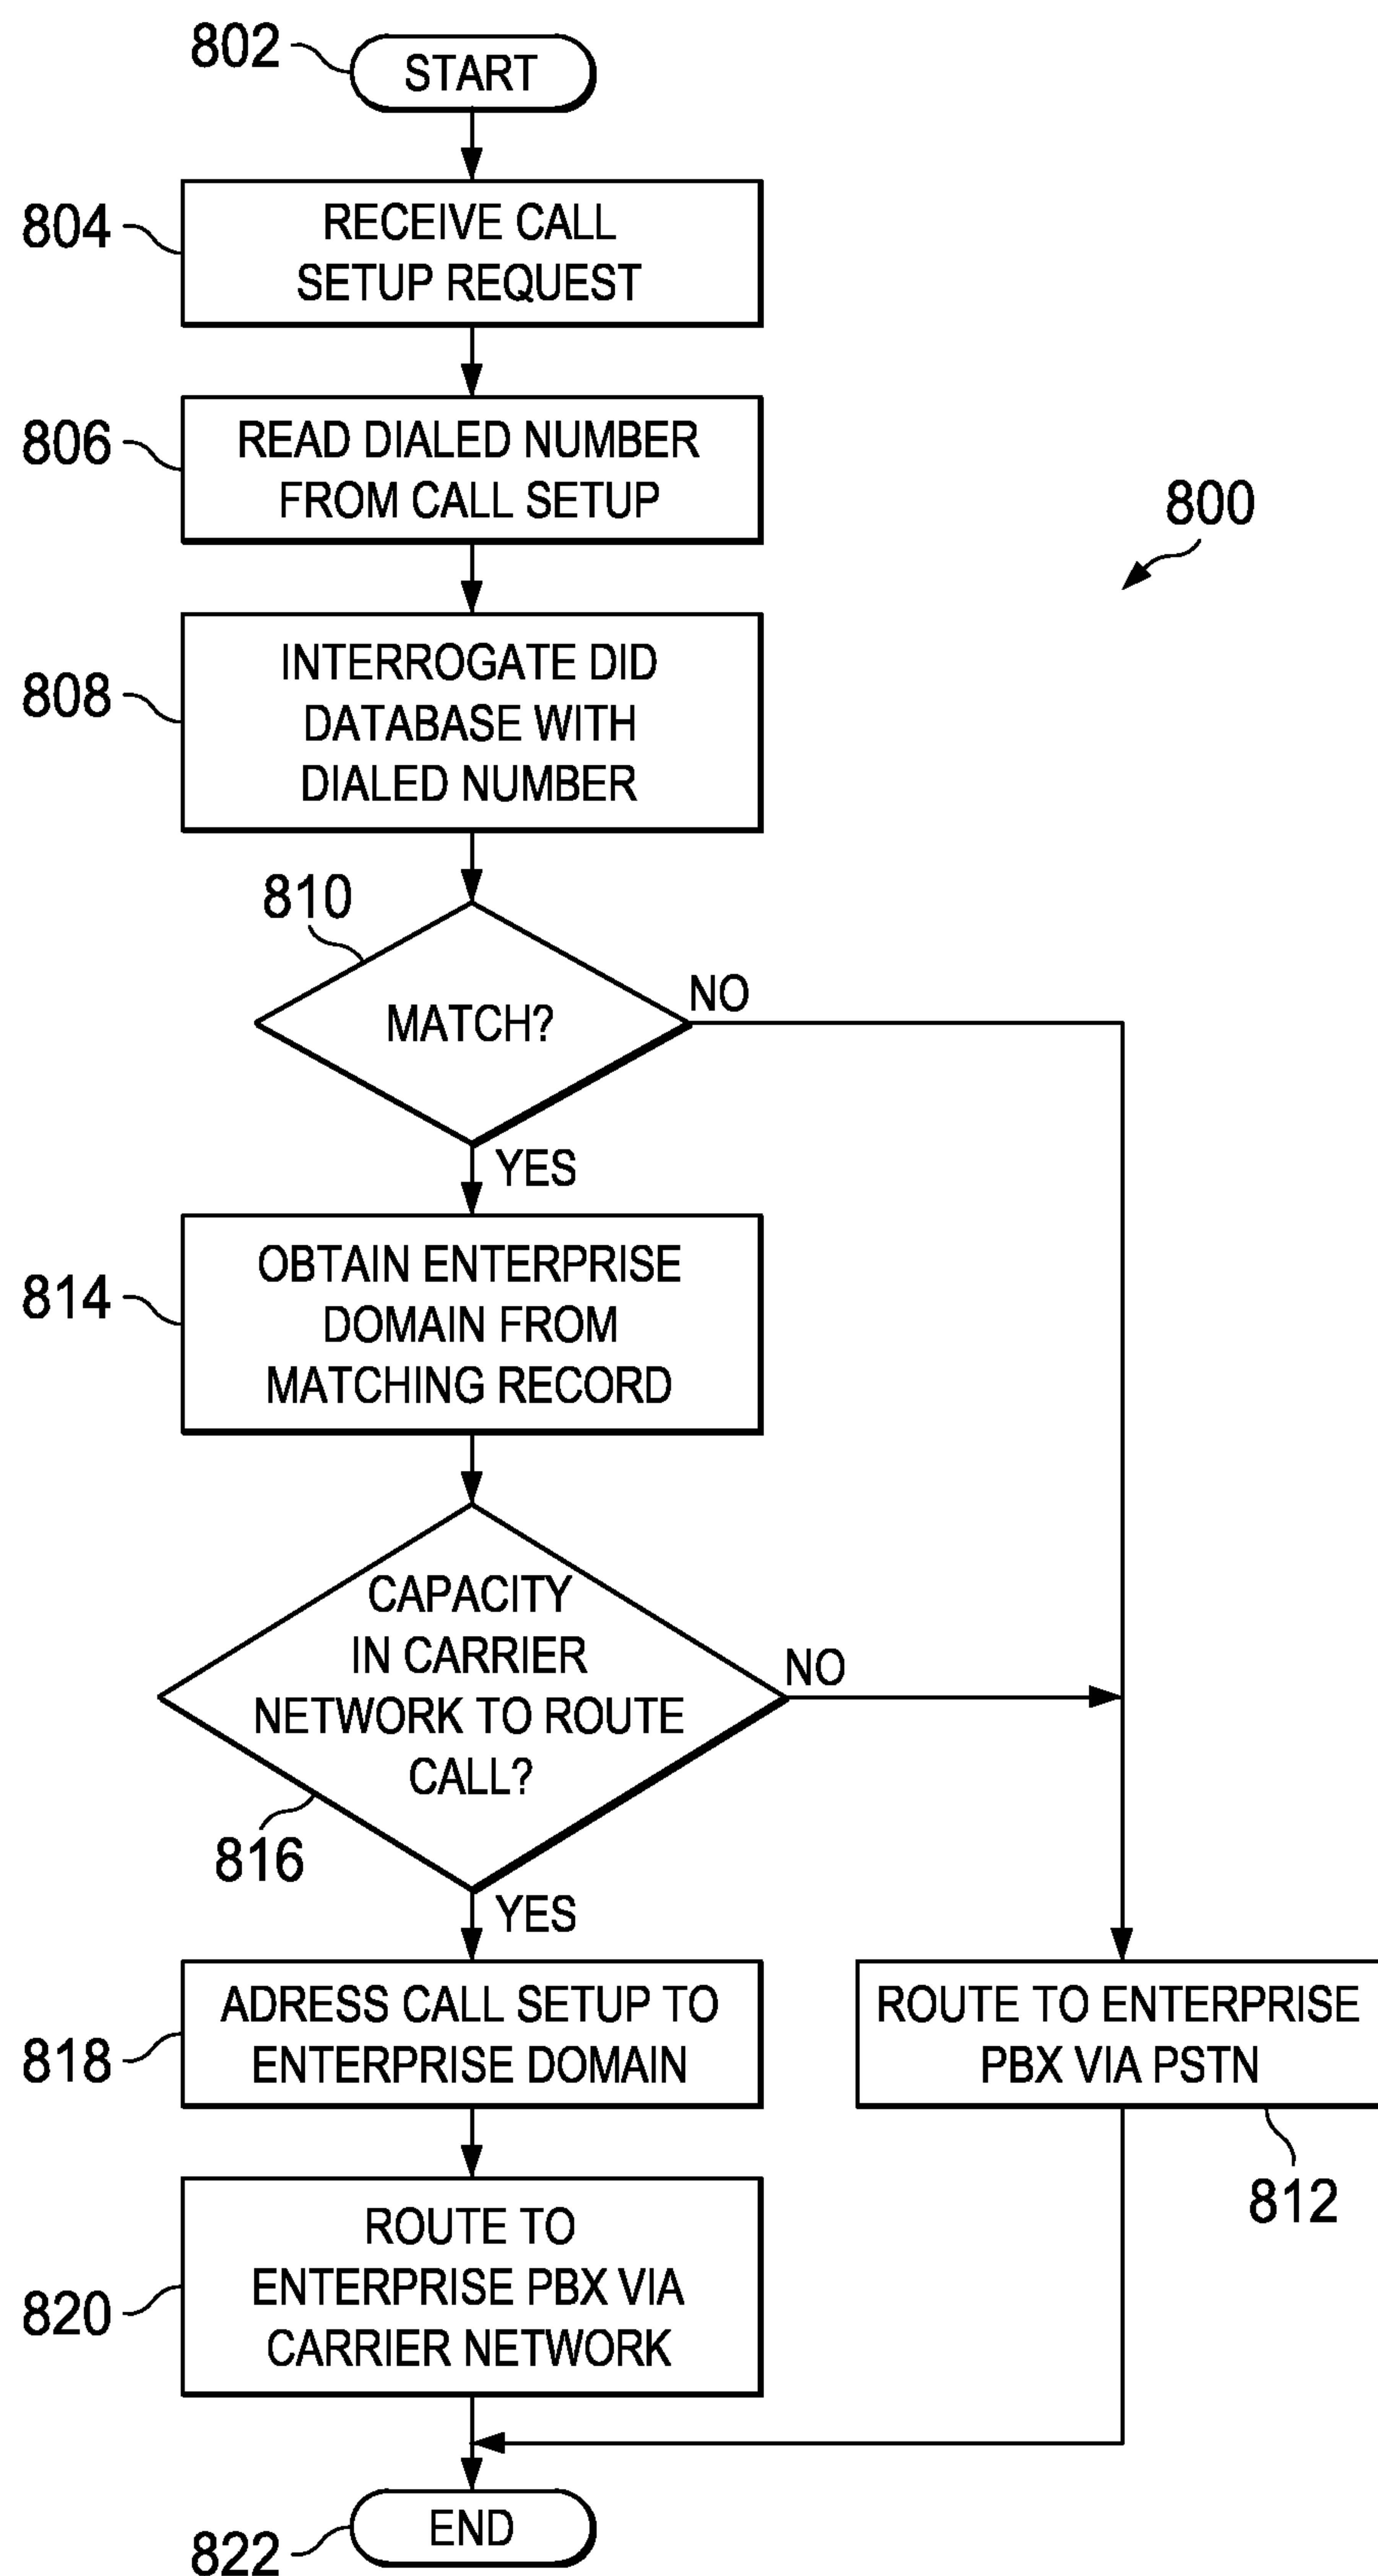 802
START
804
RECEIVE CALL
SETUP REQUEST
806
READ DIALED NUMBER
FROM CALL SETUP
800
808
INTERROGATE DID
DATABASE WITH
DIALED NUMBER
810
MATCH?
NO
YES
814
OBTAIN ENTERPRISE
DOMAIN FROM
MATCHING RECORD
CAPACITY
IN CARRIER
NETWORK TO ROUTE
CALL?
NO
816
YES
818
ADRESS CALL SETUP TO
ENTERPRISE DOMAIN
ROUTE TO ENTERPRISE
PBX VIA PSTN
812
820
ROUTE TO
ENTERPRISE PBX VIA
CARRIER NETWORK
822
END